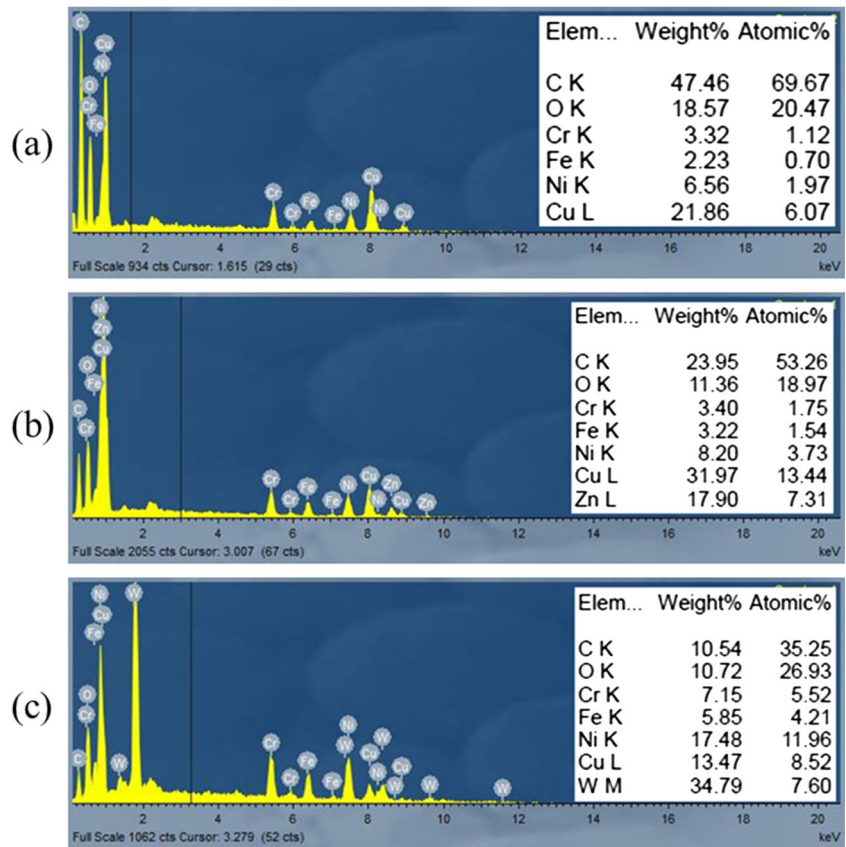 (a)
C
Cu
O
Ni
Cr
Fe
Cr
Cr
Fe
Fe
Ni
Cu
Ni
Cu
Elem... Weight% Atomic%
C K 47.46 69.67
O K 18.57 20.47
Cr K 3.32 1.12
Fe K 2.23 0.70
Ni K 6.56 1.97
Cu L 21.86 6.07
2 4 6 8 10 12 14 16 18 20
Full Scale 934 cts Cursor: 1.615 (29 cts) keV
(b)
Ni
Zn
O
Cu
Fe
C
Cr
Cr
Cr
Fe
Fe
Ni
Cu
Ni
Zn
Cu
Zn
Elem... Weight% Atomic%
C K 23.95 53.26
O K 11.36 18.97
Cr K 3.40 1.75
Fe K 3.22 1.54
Ni K 8.20 3.73
Cu L 31.97 13.44
Zn L 17.90 7.31
2 4 6 8 10 12 14 16 18 20
Full Scale 2055 cts Cursor: 3.007 (67 cts) keV
(c)
Ni
W
Cu
Fe
O
Cr
C
W
Cr
Cr
Fe
Fe
Ni
W
Cu
W
Ni
Cu
W
W
W
Elem... Weight% Atomic%
C K 10.54 35.25
O K 10.72 26.93
Cr K 7.15 5.52
Fe K 5.85 4.21
Ni K 17.48 11.96
Cu L 13.47 8.52
W M 34.79 7.60
2 4 6 8 10 12 14 16 18 20
Full Scale 1062 cts Cursor: 3.279 (52 cts) keV